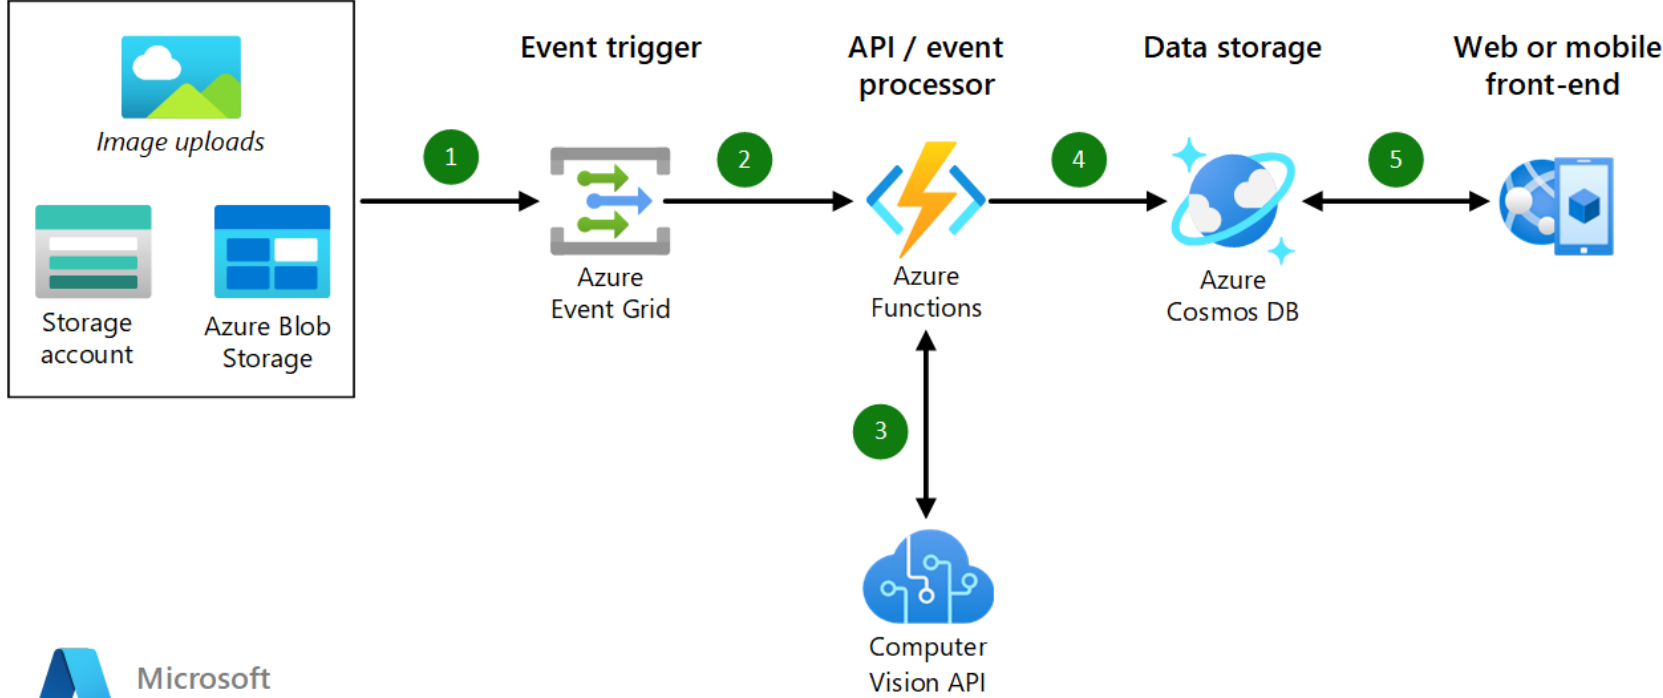 Image uploads
Storage
account
Azure Blob
Storage
1
Event trigger
Azure
Event Grid
2
API / event
processor
Azure
Functions
3
Computer
Vision API
4
Data storage
Azure
Cosmos DB
5
Web or mobile
front-end
Microsoft